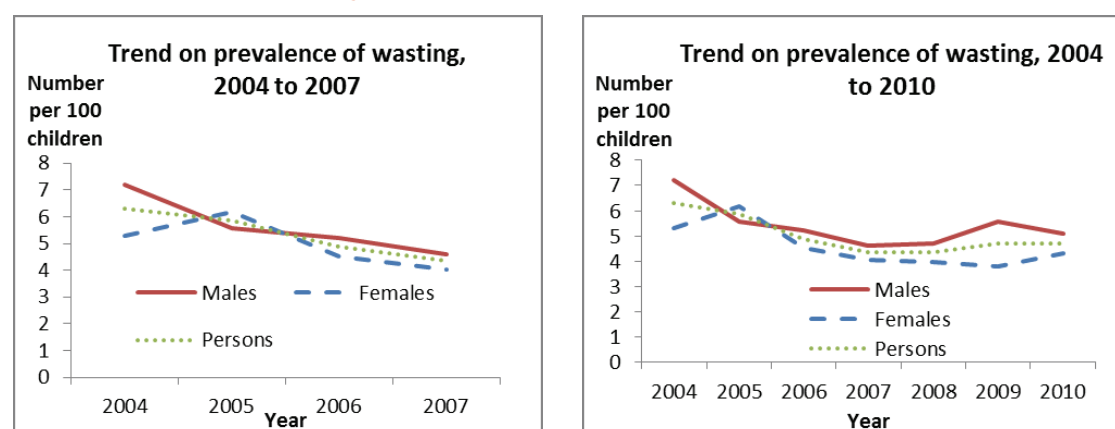 Trend on prevalence of wasting,
2004 to 2007
Number
per 100
children
8
7
6
5
4
3
2
1
0
Males
Females
Persons
2004 2005 2006 2007
Year
Trend on prevalence of wasting, 2004
to 2010
Number
per 100
children
8
7
6
5
4
3
2
1
0
Males
Females
Persons
2004 2005 2006 2007 2008 2009 2010
Year